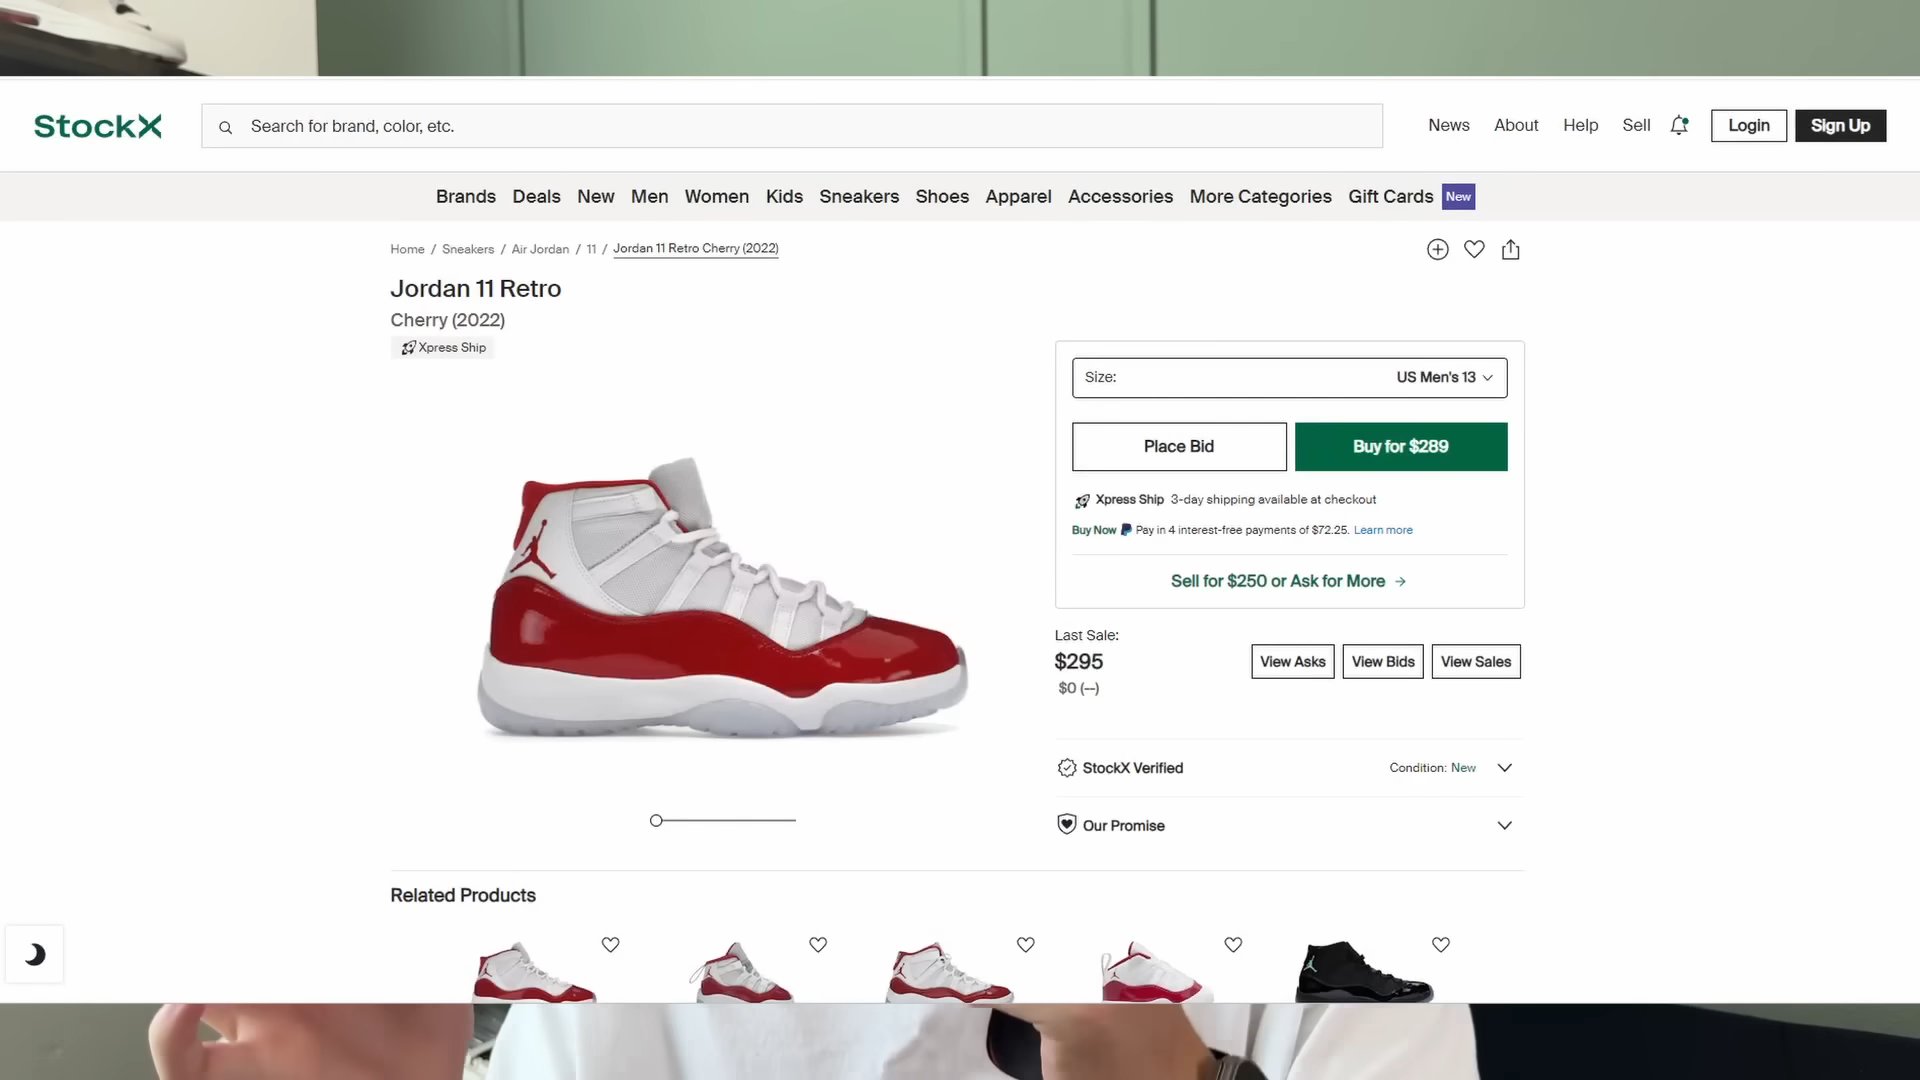 StockX
Search for brand, color, etc.
News About Help Sell Login Sign Up
Brands Deals New Men Women Kids Sneakers Shoes Apparel Accessories More Categories Gift Cards New
Home / Sneakers / Air Jordan / 11 / Jordan 11 Retro Cherry (2022)
Jordan 11 Retro
Cherry (2022)
Xpress Ship
Size: US Men's 13
Place Bid Buy for $289
Xpress Ship 3-day shipping available at checkout
Buy Now Pay in 4 interest-free payments of $72.25. Learn more
Sell for $250 or Ask for More →
Last Sale:
$295
$0 (--)
View Asks View Bids View Sales
StockX Verified Condition: New
Our Promise
Related Products